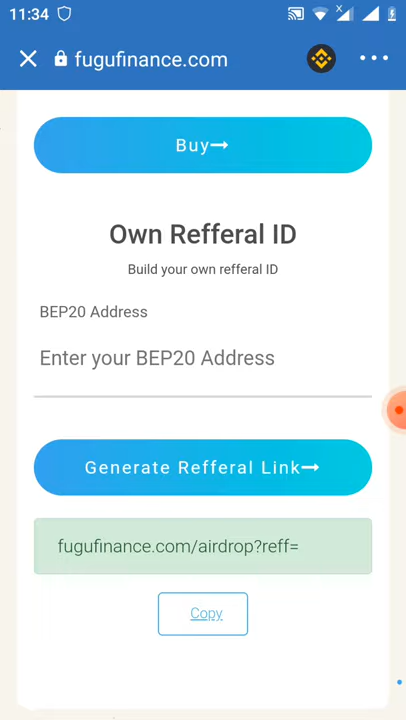 11:34
fugufinance.com
Buy→
Own Refferal ID
Build your own refferal ID
BEP20 Address
Enter your BEP20 Address
Generate Refferal Link→
fugufinance.com/airdrop?reff=
Copy